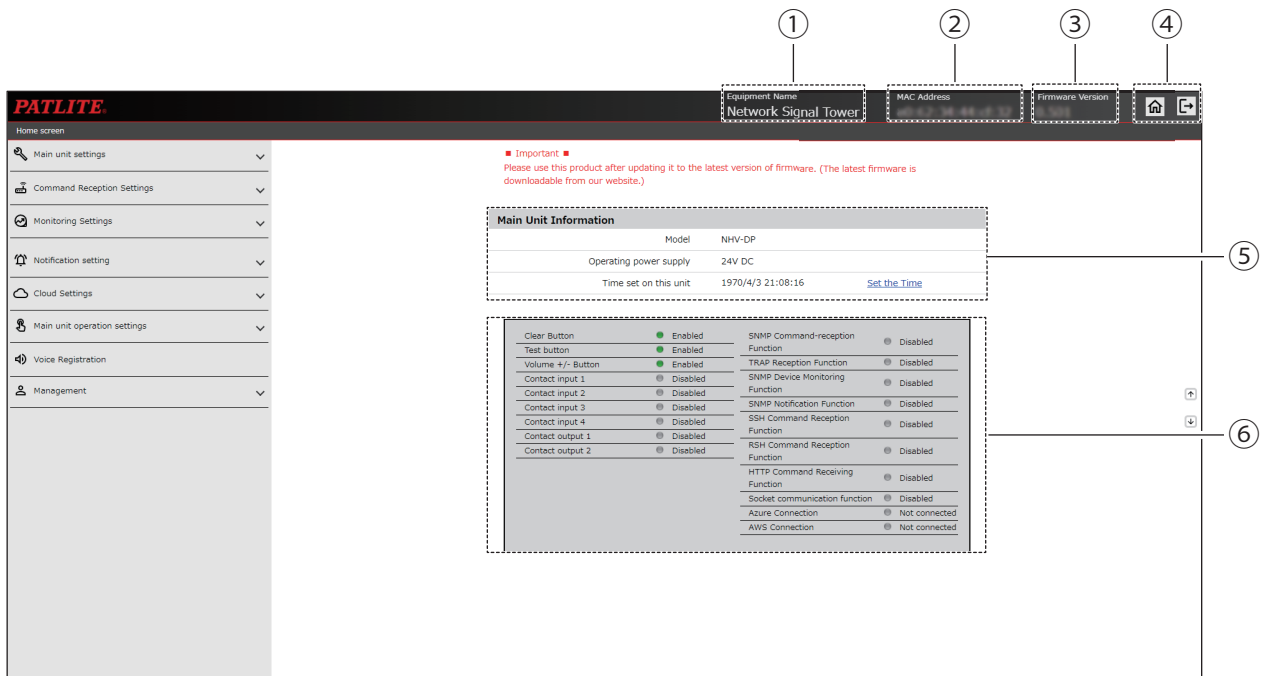 ① ② ③ ④
PATLITE®
Equipment Name
Network Signal Tower
MAC Address
Firmware Version
Home screen
Main unit settings
Command Reception Settings
Monitoring Settings
Notification setting
Cloud Settings
Main unit operation settings
Voice Registration
Management
■ Important ■
Please use this product after updating it to the latest version of firmware. (The latest firmware is
downloadable from our website.)
Main Unit Information
Model NHV-DP
Operating power supply 24V DC
Time set on this unit 1970/4/3 21:08:16 Set the Time
⑤
Clear Button Enabled
Test button Enabled
Volume +/- Button Enabled
Contact input 1 Disabled
Contact input 2 Disabled
Contact input 3 Disabled
Contact input 4 Disabled
Contact output 1 Disabled
Contact output 2 Disabled
SNMP Command-reception
Function Disabled
TRAP Reception Function Disabled
SNMP Device Monitoring
Function Disabled
SNMP Notification Function Disabled
SSH Command Reception
Function Disabled
RSH Command Reception
Function Disabled
HTTP Command Receiving
Function Disabled
Socket communication function Disabled
Azure Connection Not connected
AWS Connection Not connected
⑥